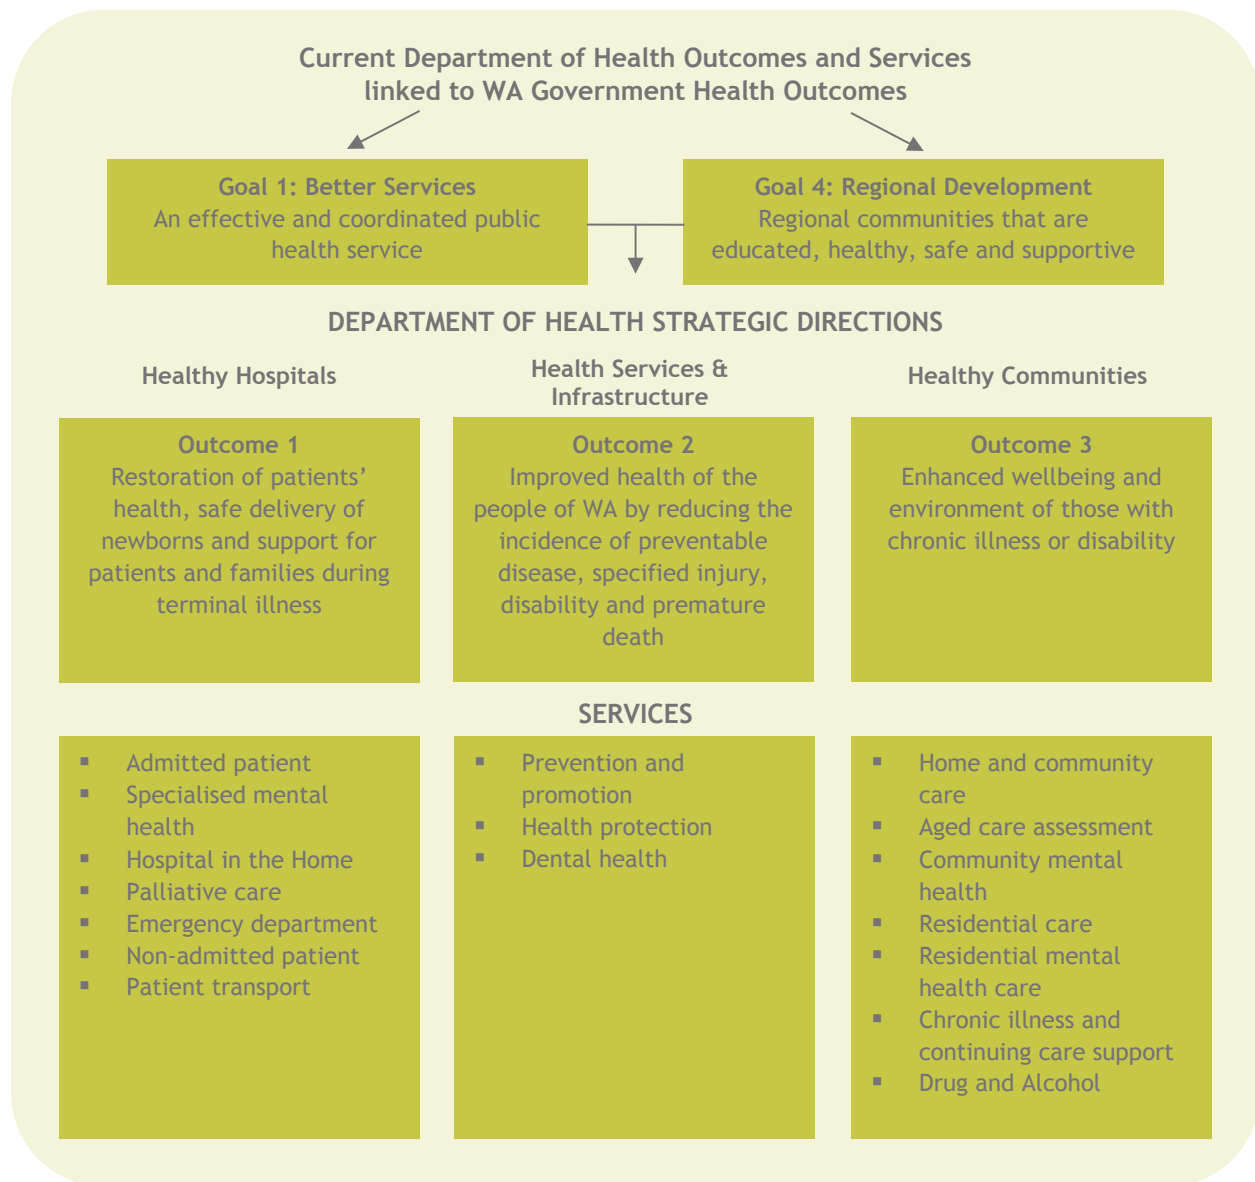 Current Department of Health Outcomes and Services
linked to WA Government Health Outcomes
Goal 1: Better Services
An effective and coordinated public
health service
Goal 4: Regional Development
Regional communities that are
educated, healthy, safe and supportive
DEPARTMENT OF HEALTH STRATEGIC DIRECTIONS
Healthy Hospitals
Health Services &
Infrastructure
Healthy Communities
Outcome 1
Restoration of patients’
health, safe delivery of
newborns and support for
patients and families during
terminal illness
Outcome 2
Improved health of the
people of WA by reducing the
incidence of preventable
disease, specified injury,
disability and premature
death
Outcome 3
Enhanced wellbeing and
environment of those with
chronic illness or disability
SERVICES
▪ Admitted patient
▪ Specialised mental
health
▪ Hospital in the Home
▪ Palliative care
▪ Emergency department
▪ Non-admitted patient
▪ Patient transport
▪ Prevention and
promotion
▪ Health protection
▪ Dental health
▪ Home and community
care
▪ Aged care assessment
▪ Community mental
health
▪ Residential care
▪ Residential mental
health care
▪ Chronic illness and
continuing care support
▪ Drug and Alcohol